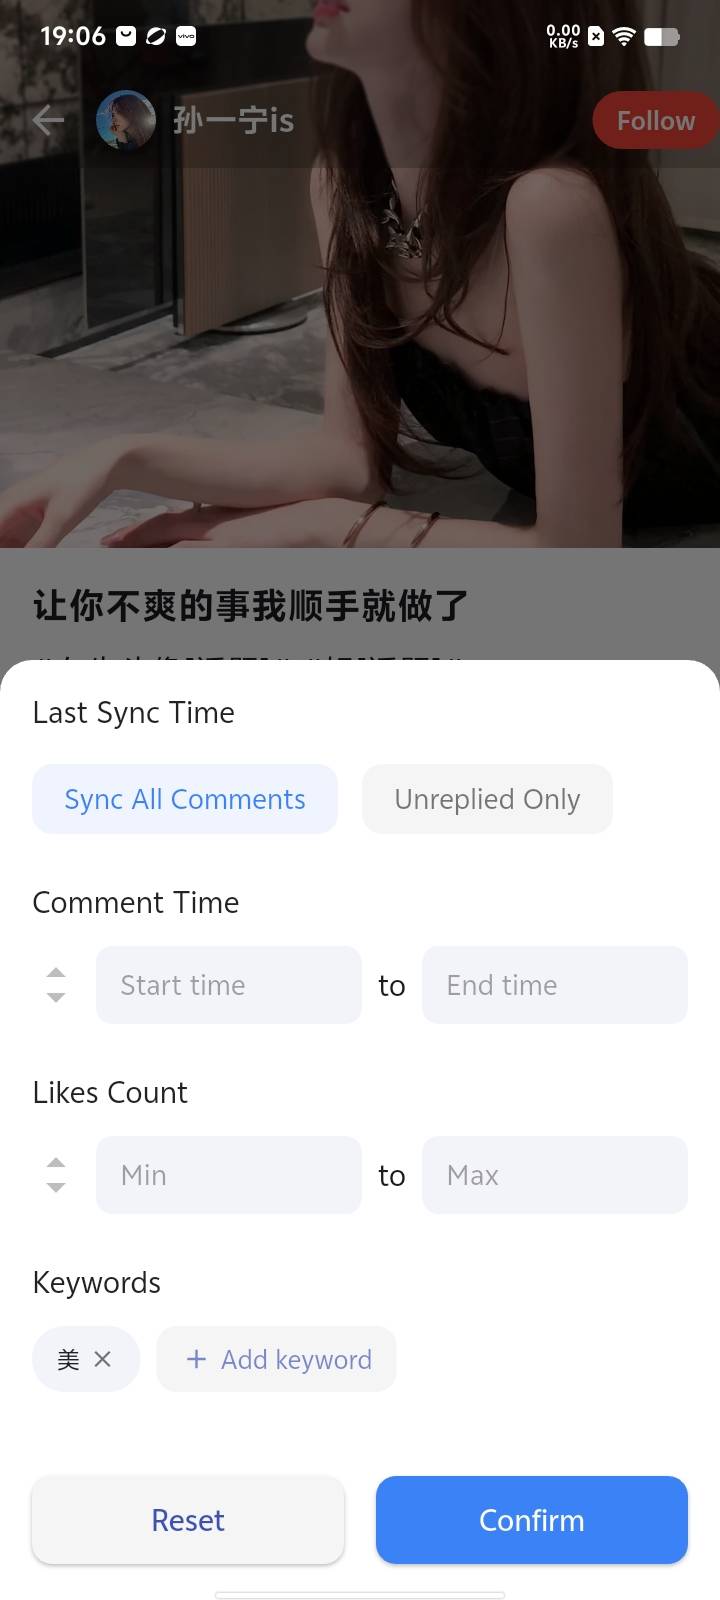 19:06
vivo
0.00
KB/s
孙一宁is
Follow
让你不爽的事我顺手就做了
Last Sync Time
Sync All Comments
Unreplied Only
Comment Time
Start time
to
End time
Likes Count
Min
to
Max
Keywords
美
+ Add keyword
Reset
Confirm